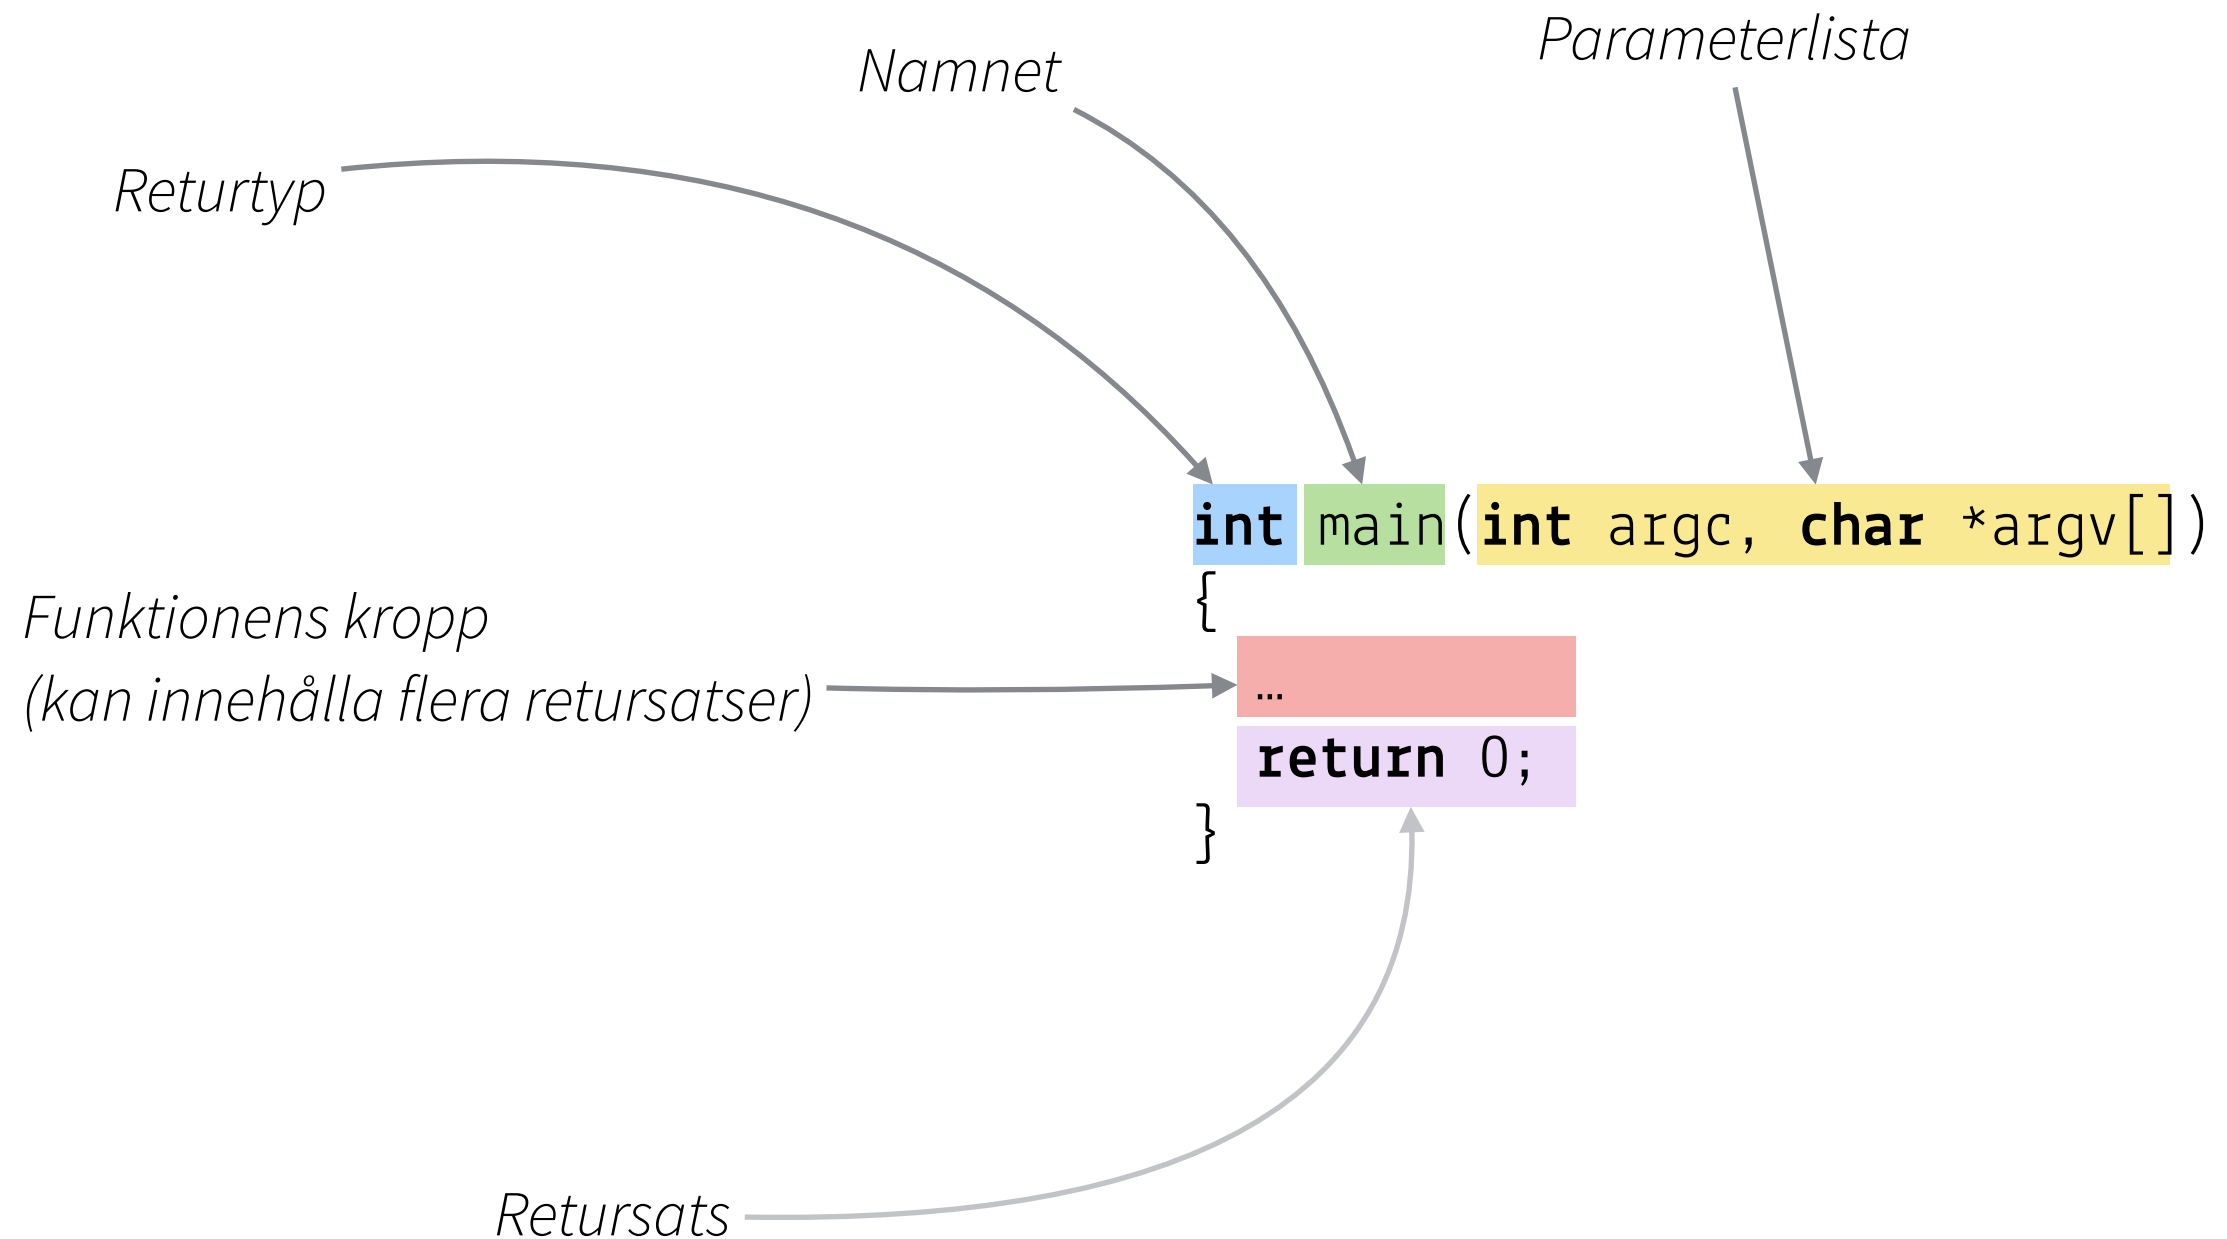 Parameterlista
Namnet
Returtyp
int main(int argc, char *argv[])
{
Funktionens kropp
(kan innehålla flera retursatser)
…
return 0;
}
Retursats